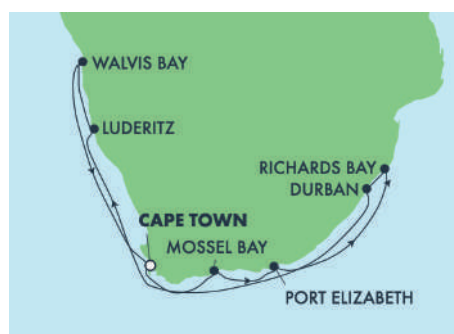 WALVIS BAY
LUDERITZ
RICHARDS BAY
DURBAN
CAPE TOWN
MOSSEL BAY
PORT ELIZABETH